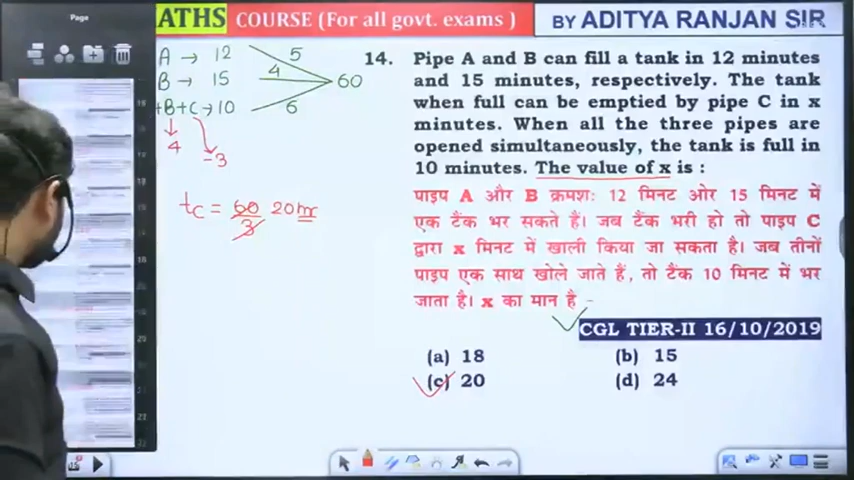 Page
ATHS COURSE (For all govt. exams) BY ADITYA RANJAN SIR
A → 12
B → 15
+B+C → 10
5
4
6
60
4
-3
tC = 60/3 20mr
14. Pipe A and B can fill a tank in 12 minutes
and 15 minutes, respectively. The tank
when full can be emptied by pipe C in x
minutes. When all the three pipes are
opened simultaneously, the tank is full in
10 minutes. The value of x is :
पाइप A और B क्रमशः 12 मिनट ओर 15 मिनट में
एक टैंक भर सकते हैं। जब टैंक भरी हो तो पाइप C
द्वारा x मिनट में खाली किया जा सकता है। जब तीनों
पाइप एक साथ खोले जाते हैं, तो टैंक 10 मिनट में भर
जाता है। x का मान है -
CGL TIER-II 16/10/2019
(a) 18 (b) 15
(c) 20 (d) 24